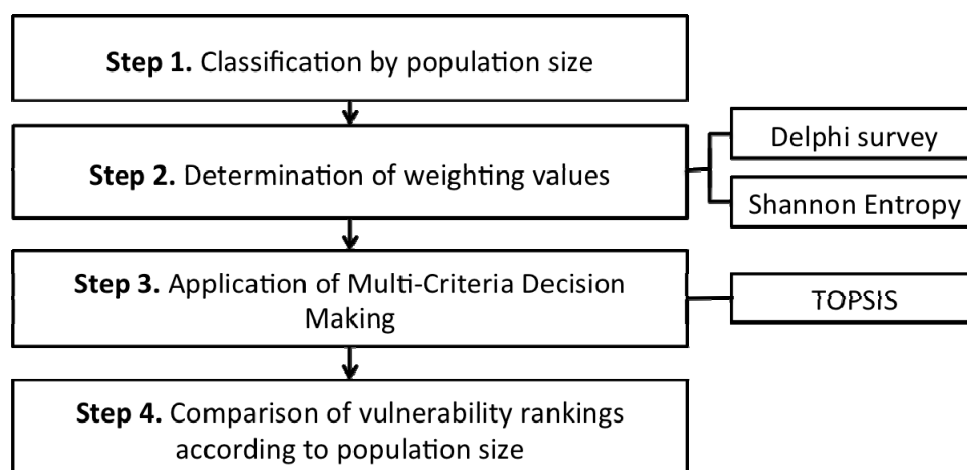 Step 1. Classification by population size
Step 2. Determination of weighting values
Delphi survey
Shannon Entropy
Step 3. Application of Multi-Criteria Decision
Making
TOPSIS
Step 4. Comparison of vulnerability rankings
according to population size